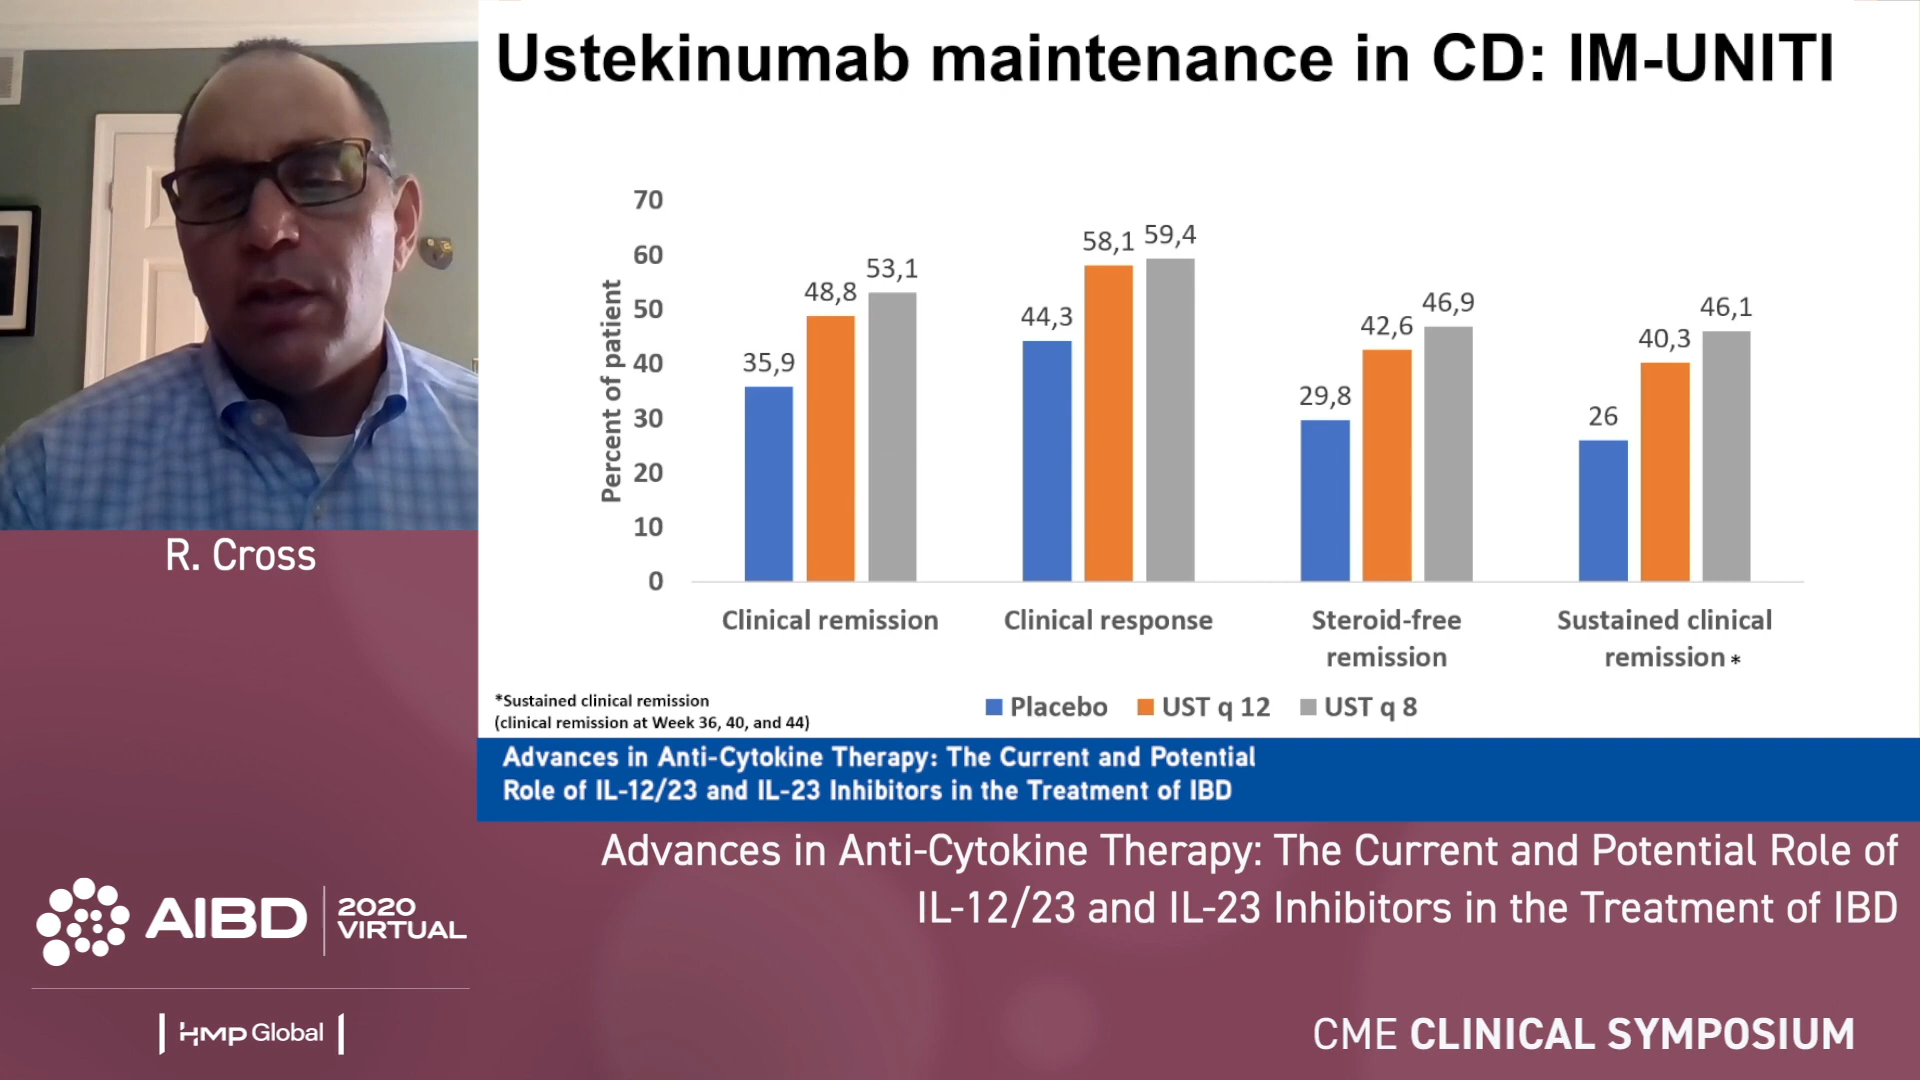 Ustekinumab maintenance in CD: IM-UNITI
70
60
50
40
30
20
10
0
Percent of patient
35,9
48,8
53,1
44,3
58,1
59,4
29,8
42,6
46,9
26
40,3
46,1
Clinical remission
Clinical response
Steroid-free
remission
Sustained clinical
remission *
*Sustained clinical remission
(clinical remission at Week 36, 40, and 44)
Placebo
UST q 12
UST q 8
Advances in Anti-Cytokine Therapy: The Current and Potential
Role of IL-12/23 and IL-23 Inhibitors in the Treatment of IBD
R. Cross
Advances in Anti-Cytokine Therapy: The Current and Potential Role of
IL-12/23 and IL-23 Inhibitors in the Treatment of IBD
AIBD
2020
VIRTUAL
HMP Global
CME CLINICAL SYMPOSIUM